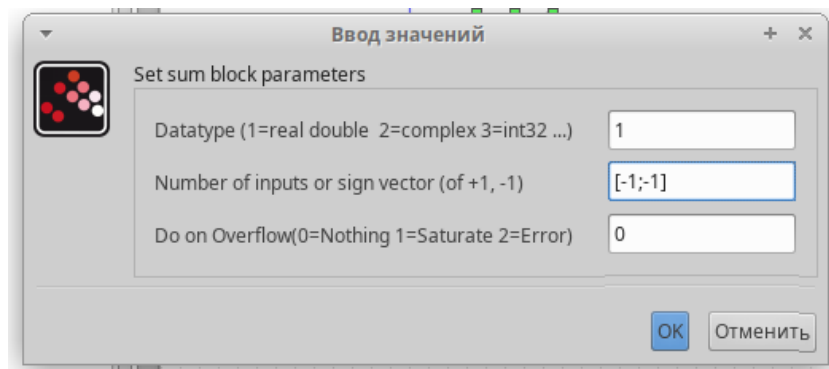 Ввод значений
Set sum block parameters
Datatype (1=real double 2=complex 3=int32 ...) 1
Number of inputs or sign vector (of +1, -1) [-1;-1]
Do on Overflow(0=Nothing 1=Saturate 2=Error) 0
OK Отменить